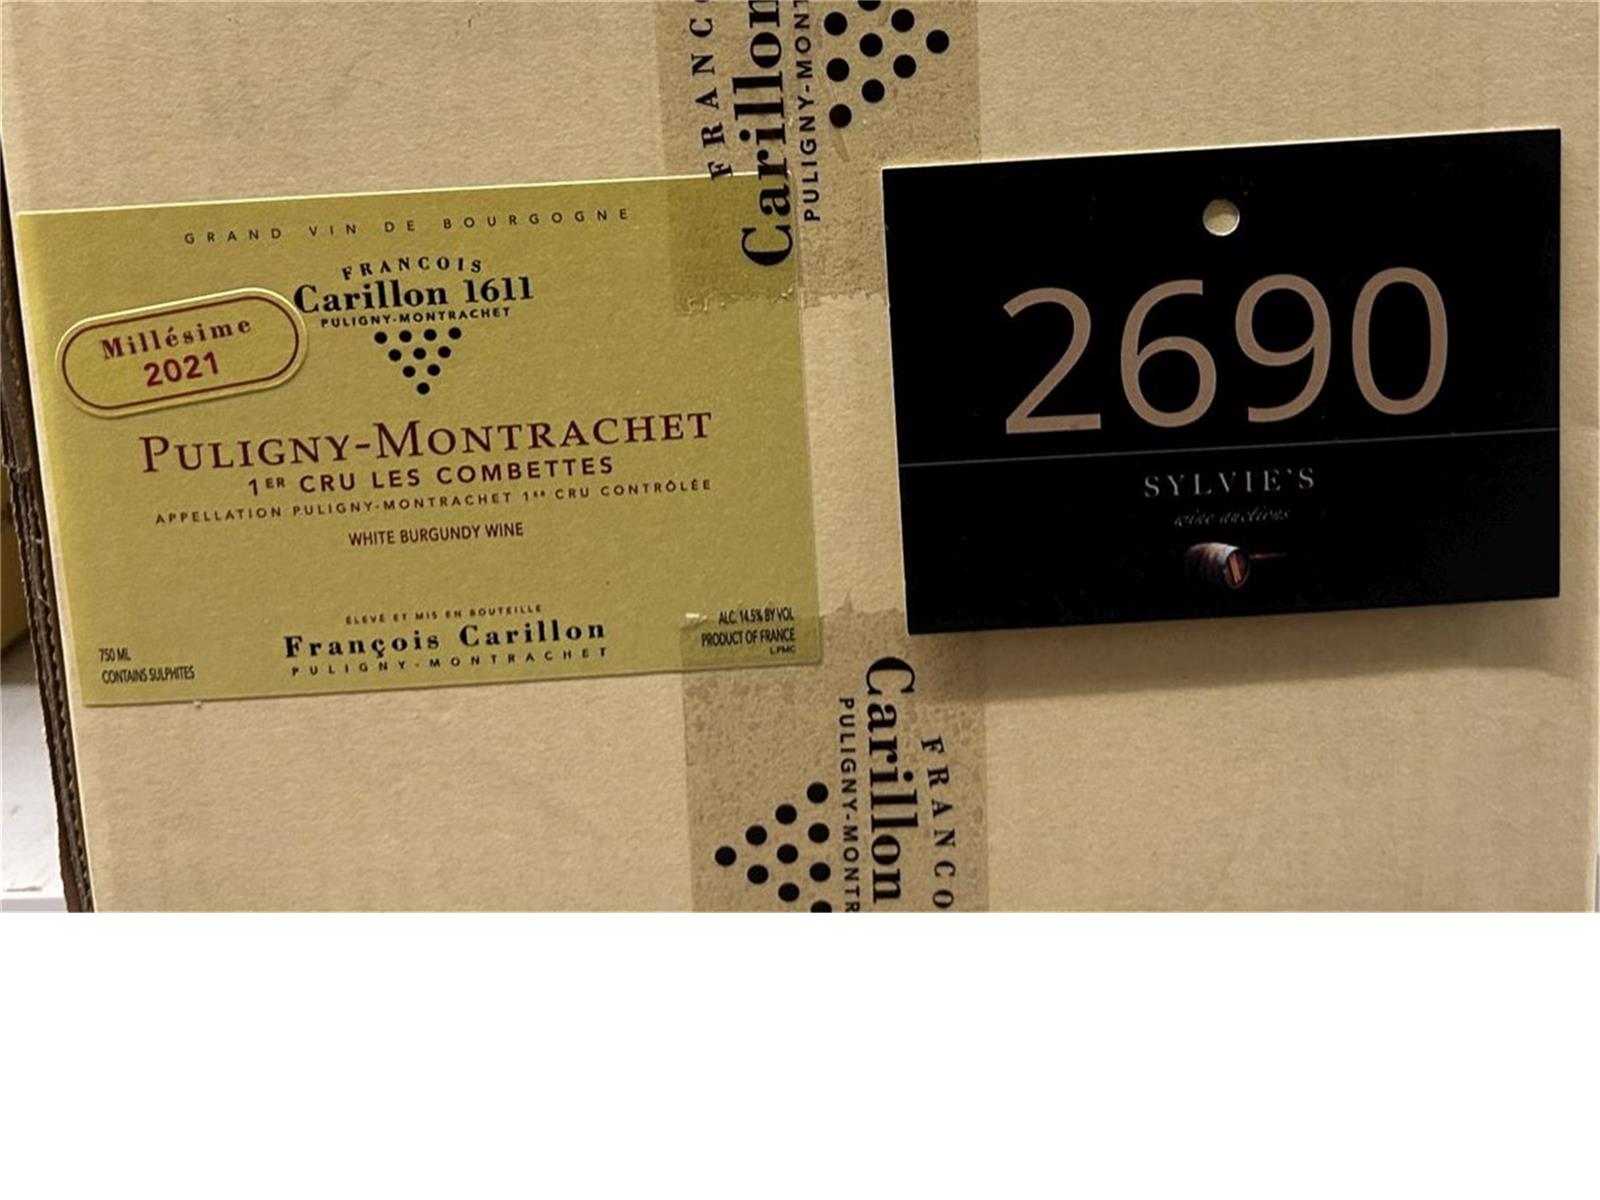 GRAND VIN DE BOURGOGNE
FRANCOIS
Carillon 1611
PULIGNY-MONTRACHET
Millésime
2021
PULIGNY-MONTRACHET
1ER CRU LES COMBETTES
APPELLATION PULIGNY-MONTRACHET 1ER CRU CONTRÔLÉE
WHITE BURGUNDY WINE
ÉLEVÉ ET MIS EN BOUTEILLE
François Carillon
PULIGNY-MONTRACHET
750 ML
CONTAINS SULPHITES
ALC. 14.5% BY VOL
PRODUCT OF FRANCE
L.PMC
FRANC
Carillon
PULIGNY-MONT
2690
SYLVIE'S
wine auctions
FRANCO
Carillon
PULIGNY-MONTR